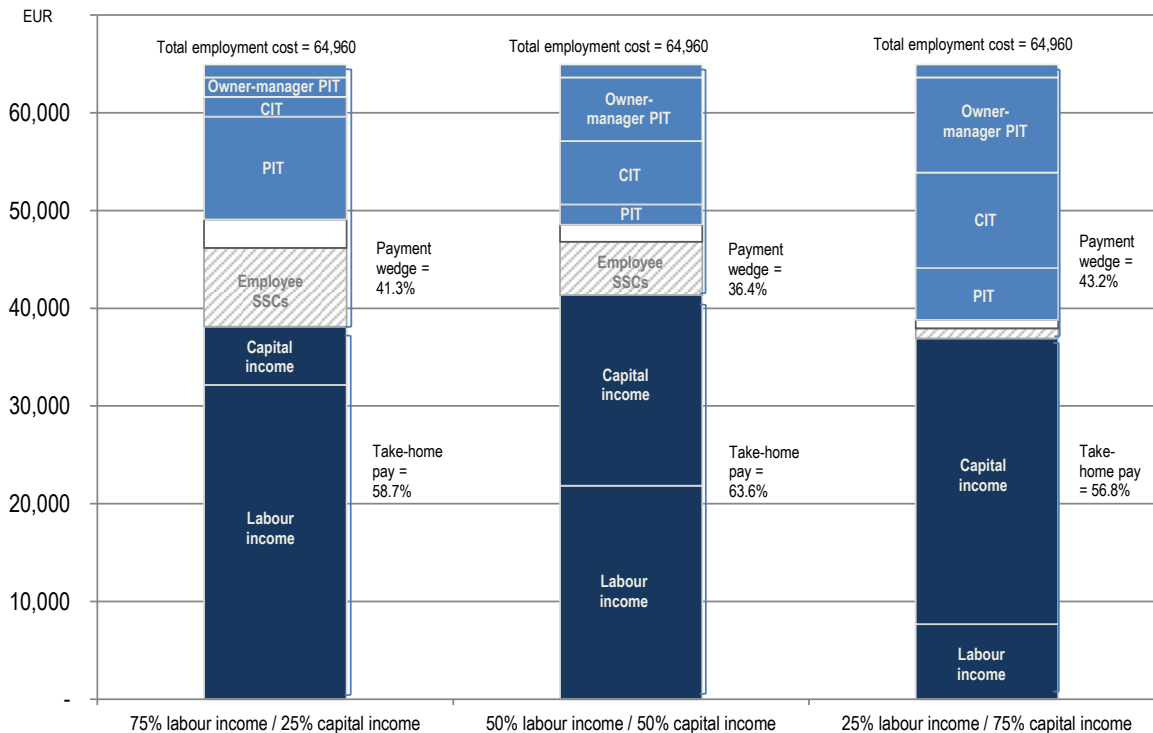 EUR
Total employment cost = 64,960
Total employment cost = 64,960
Total employment cost = 64,960
60,000
50,000
40,000
30,000
20,000
10,000
-
Owner-manager PIT
CIT
PIT
Employee
SSCs
Capital
income
Labour
income
Payment
wedge =
41.3%
Take-home
pay =
58.7%
Owner-
manager PIT
CIT
PIT
Employee
SSCs
Capital
income
Labour
income
Payment
wedge =
36.4%
Take-home
pay =
63.6%
Owner-
manager PIT
CIT
PIT
Capital
income
Labour
income
Payment
wedge =
43.2%
Take-
home pay
= 56.8%
75% labour income / 25% capital income
50% labour income / 50% capital income
25% labour income / 75% capital income